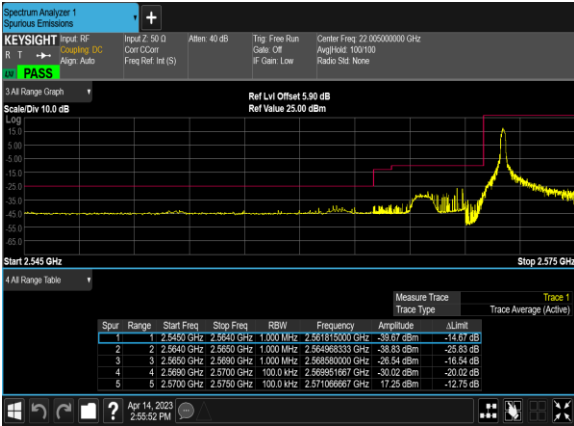 Spectrum Analyzer 1
Spurious Emissions
+
KEYSIGHT Input: RF Input Z: 50 Ω Atten: 40 dB Trig: Free Run Center Freq: 22.005000000 GHz
R T Coupling: DC Corr CCorr Gate: Off Avg|Hold: 100/100
Align: Auto Freq Ref: Int (S) IF Gain: Low Radio Std: None
LW PASS
3 All Range Graph
Ref Lvl Offset 5.90 dB
Scale/Div 10.0 dB Ref Value 25.00 dBm
Log
15.0
5.00
-5.00
-15.0
-25.0
-35.0
-45.0
-55.0
-65.0
Start 2.545 GHz Stop 2.575 GHz
4 All Range Table
Measure Trace Trace 1
Trace Type Trace Average (Active)
Spur Range Start Freq Stop Freq RBW Frequency Amplitude ΔLimit
1 1 2.5450 GHz 2.5640 GHz 1.000 MHz 2.561815000 GHz -39.67 dBm -14.67 dB
2 2 2.5640 GHz 2.5650 GHz 1.000 MHz 2.564968333 GHz -38.83 dBm -25.83 dB
3 3 2.5650 GHz 2.5690 GHz 1.000 MHz 2.568580000 GHz -26.54 dBm -16.54 dB
4 4 2.5690 GHz 2.5700 GHz 100.0 kHz 2.569951667 GHz -30.02 dBm -20.02 dB
5 5 2.5700 GHz 2.5750 GHz 100.0 kHz 2.571066667 GHz 17.25 dBm -12.75 dB
? Apr 14, 2023
2:55:52 PM